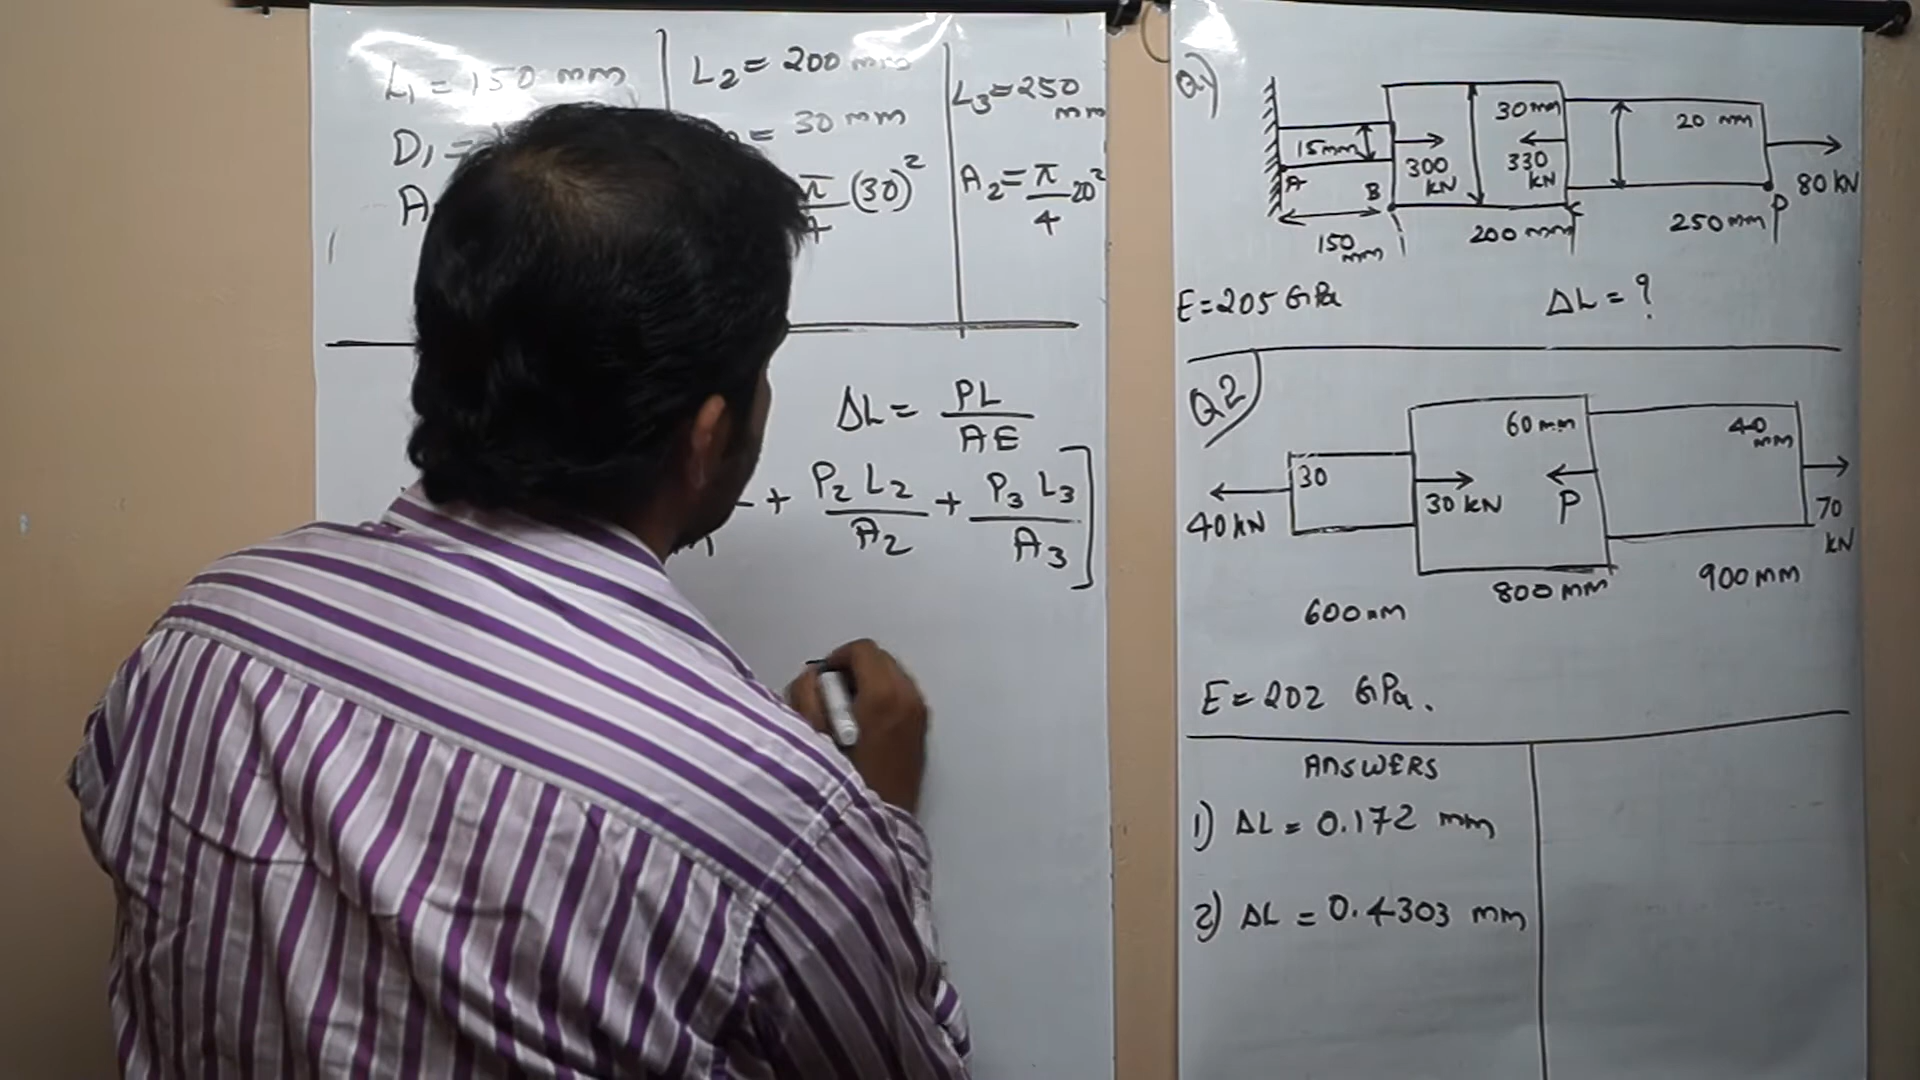 L₁ = 150 mm
D₁ =
A
L₂ = 200 mm
= 30 mm
π/4 (30)²
L₃ = 250 mm
A₂ = π/4 20²
ΔL = PL/AE
+ P₂ L₂/A₂ + P₃ L₃/A₃ ]
Q1)
15mm
A
B
300 kN
30mm
330 kN
20 mm
80 kN
150 mm
200 mm
250 mm
E = 205 GPa
ΔL = ?
Q2
40 kN
30
30 kN
60 mm
P
40 mm
70 kN
600 mm
800 mm
900 mm
E = 202 GPa.
ANSWERS
1) ΔL = 0.172 mm
2) ΔL = 0.4303 mm